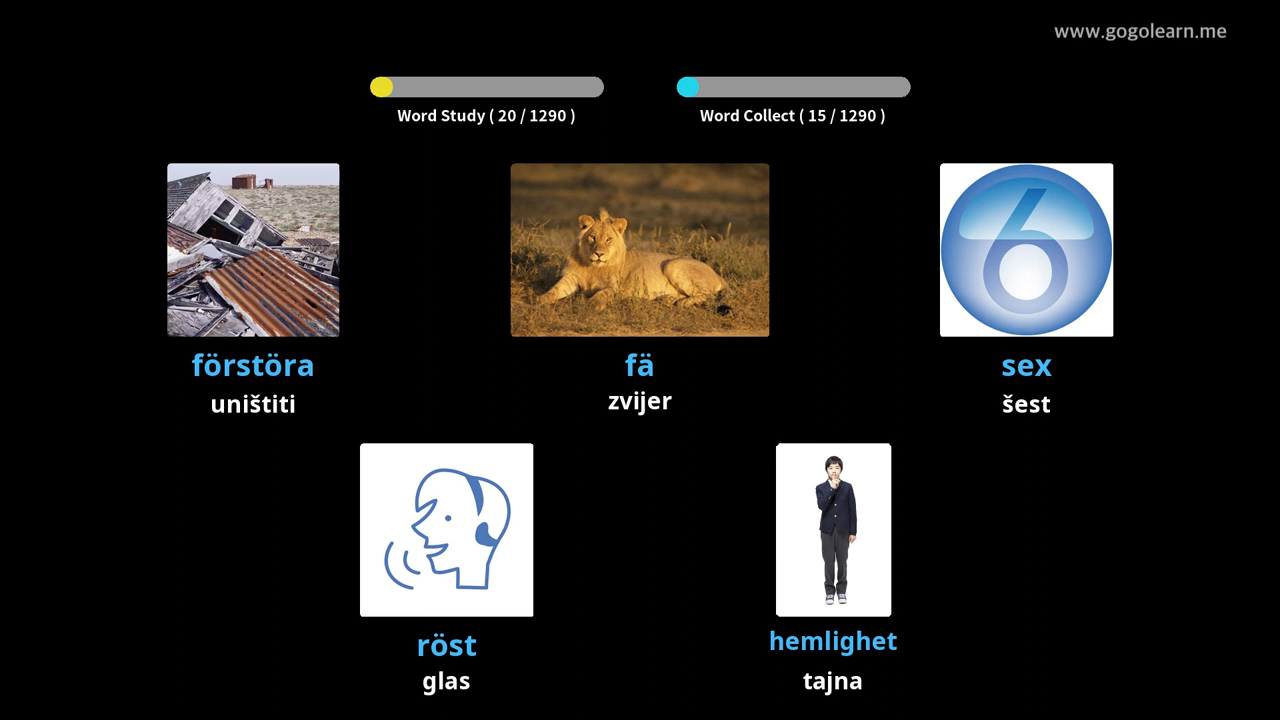 www.gogolearn.me
Word Study ( 20 / 1290 )
Word Collect ( 15 / 1290 )
förstöra
uništiti
fä
zvijer
6
sex
šest
röst
glas
hemlighet
tajna